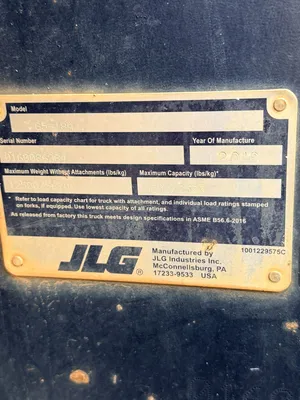 Model
Serial Number
Year Of Manufacture
Maximum Weight Without Attachments (lbs/kg)
Maximum Capacity (lbs/kg)*
* Refer to load capacity chart for truck with attachment, and individual load ratings stamped
on forks, if equipped. Use lowest capacity of all ratings.
As released from factory this truck meets design specifications in ASME B56.6-2016
JLG®
Manufactured by
JLG Industries Inc.
McConnellsburg, PA
17233-9533 USA
1001229575C